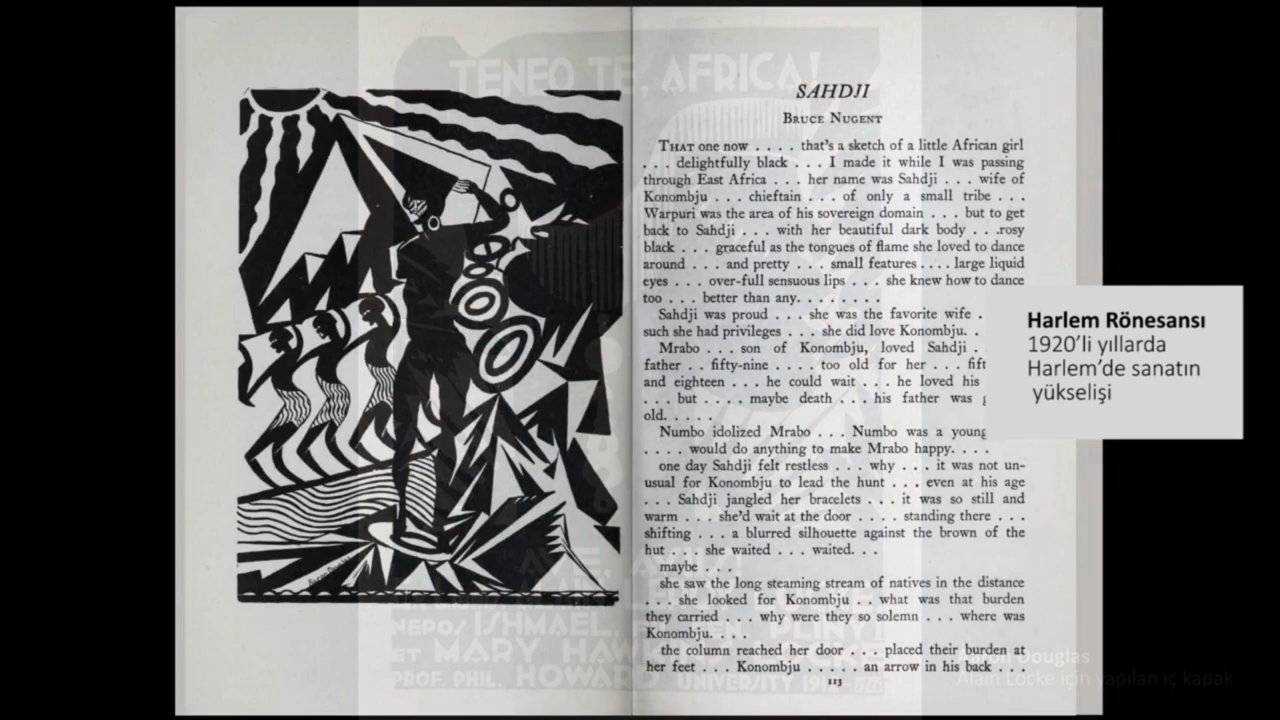 TENEO TE, AFRICA!
SAHDJI
BRUCE NUGENT
THAT one now . . . . that's a sketch of a little African girl
. . . delightfully black . . . I made it while I was passing
through East Africa . . . her name was Sahdji . . . wife of
Konombju . . . chieftain . . . of only a small tribe . . .
Warpuri was the area of his sovereign domain . . . but to get
back to Sahdji . . . with her beautiful dark body . . .rosy
black . . . graceful as the tongues of flame she loved to dance
around . . . and pretty . . . small features . . . . large liquid
eyes . . . over-full sensuous lips . . . she knew how to dance
too . . . better than any. . . . . . . .
Sahdji was proud . . . she was the favorite wife .
such she had privileges . . . she did love Konombju. .
Mrabo . . . son of Konombju, loved Sahdji .
father . . fifty-nine . . . . too old for her . . . fift
and eighteen . . . he could wait . . . he loved his
. . . but . . . . maybe death . . . his father was
old. . . . .
Numbo idolized Mrabo . . . Numbo was a young
. . . . would do anything to make Mrabo happy. . . .
one day Sahdji felt restless . . . why . . . it was not un-
usual for Konombju to lead the hunt . . . even at his age
. . . Sahdji jangled her bracelets . . . it was so still and
warm . . . she'd wait at the door . . . . standing there . . .
shifting . . . a blurred silhouette against the brown of the
hut . . . she waited . . . waited. . .
maybe . . .
she saw the long steaming stream of natives in the distance
. . . she looked for Konombju . . what was that burden
they carried . . . why were they so solemn . . . where was
Konombju. . . .
the column reached her door . . . placed their burden at
her feet . . . Konombju . . . . . an arrow in his back . . .
113
Harlem Rönesansı
1920'li yıllarda
Harlem'de sanatın
yükselişi
AVE,
NEPOS ISHMAEL, PLINY
ET MARY HAW
PROF. PHIL. HOWARD UNIVERSITY
Aaron Douglas
Alain Locke için yapılan iç kapak